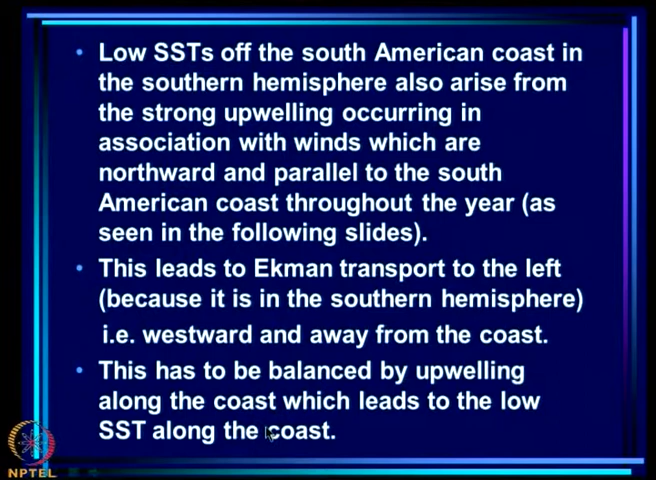 • Low SSTs off the south American coast in
the southern hemisphere also arise from
the strong upwelling occurring in
association with winds which are
northward and parallel to the south
American coast throughout the year (as
seen in the following slides).
• This leads to Ekman transport to the left
(because it is in the southern hemisphere)
i.e. westward and away from the coast.
• This has to be balanced by upwelling
along the coast which leads to the low
SST along the coast.
NPTEL